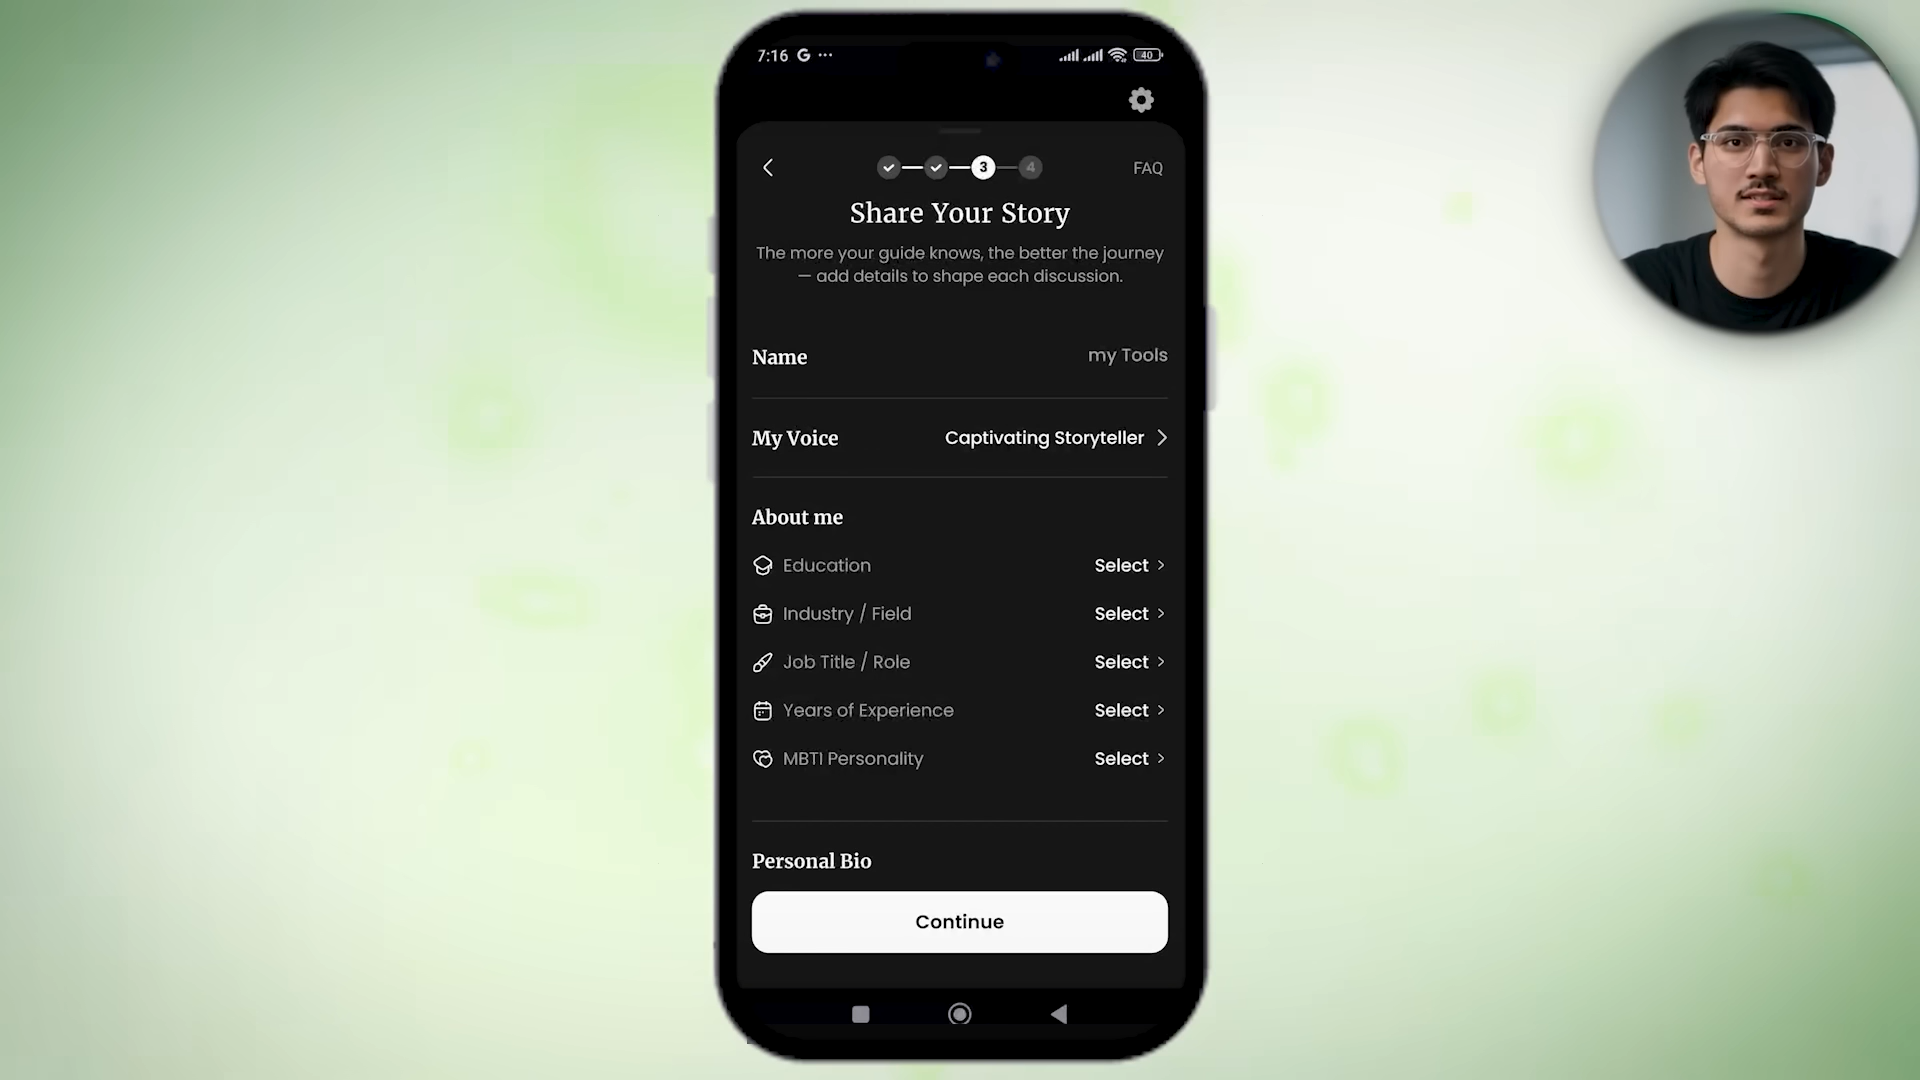 7:16 G ...
40
3 4
FAQ
Share Your Story
The more your guide knows, the better the journey
— add details to shape each discussion.
Name my Tools
My Voice Captivating Storyteller
About me
Education Select
Industry / Field Select
Job Title / Role Select
Years of Experience Select
MBTI Personality Select
Personal Bio
Continue